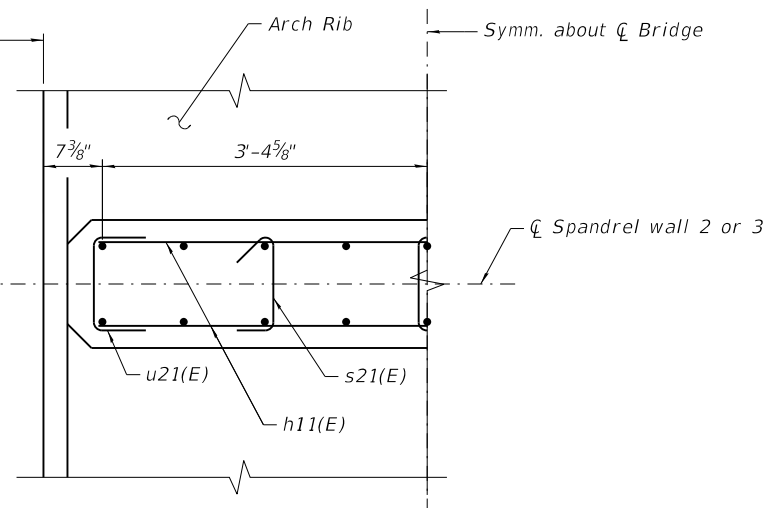 Arch Rib
Symm. about ℄ Bridge
7⅜"
3'-4⅝"
℄ Spandrel wall 2 or 3
u21(E)
s21(E)
h11(E)